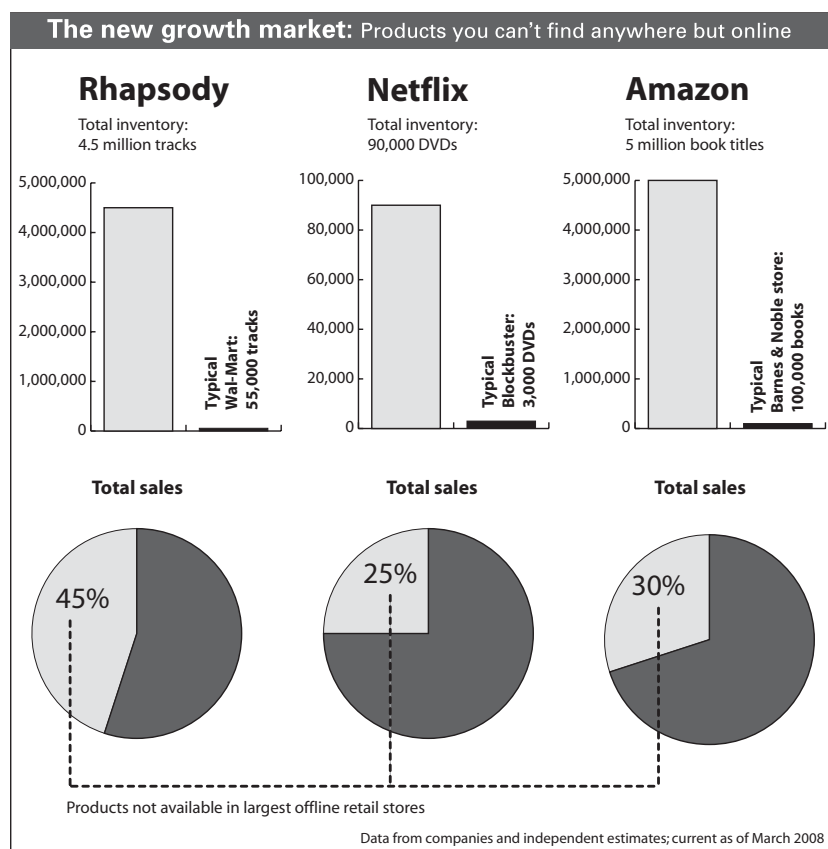 The new growth market: Products you can't find anywhere but online
Rhapsody
Total inventory:
4.5 million tracks
5,000,000
4,000,000
3,000,000
2,000,000
1,000,000
0
Typical
Wal-Mart:
55,000 tracks
Netflix
Total inventory:
90,000 DVDs
100,000
80,000
60,000
40,000
20,000
0
Typical
Blockbuster:
3,000 DVDs
Amazon
Total inventory:
5 million book titles
5,000,000
4,000,000
3,000,000
2,000,000
1,000,000
0
Typical
Barnes & Noble store:
100,000 books
Total sales
45%
Total sales
25%
Total sales
30%
Products not available in largest offline retail stores
Data from companies and independent estimates; current as of March 2008